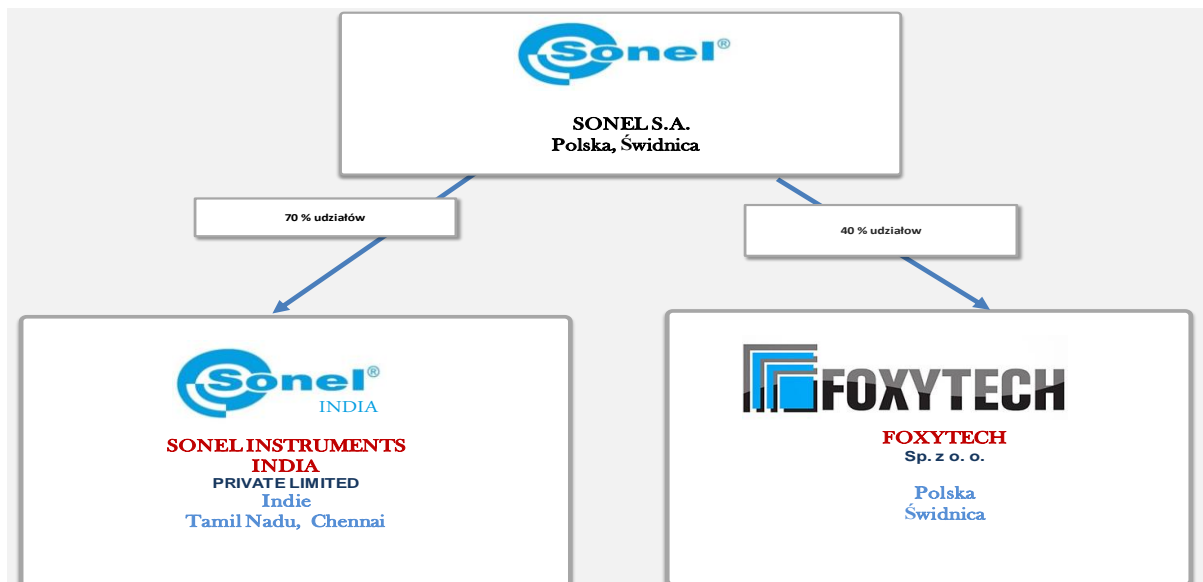 Sonel®
SONEL S.A.
Polska, Świdnica
70 % udziałów
40 % udziałow
Sonel®
INDIA
SONEL INSTRUMENTS
INDIA
PRIVATE LIMITED
Indie
Tamil Nadu, Chennai
FOXYTECH
FOXYTECH
Sp. z o. o.
Polska
Świdnica